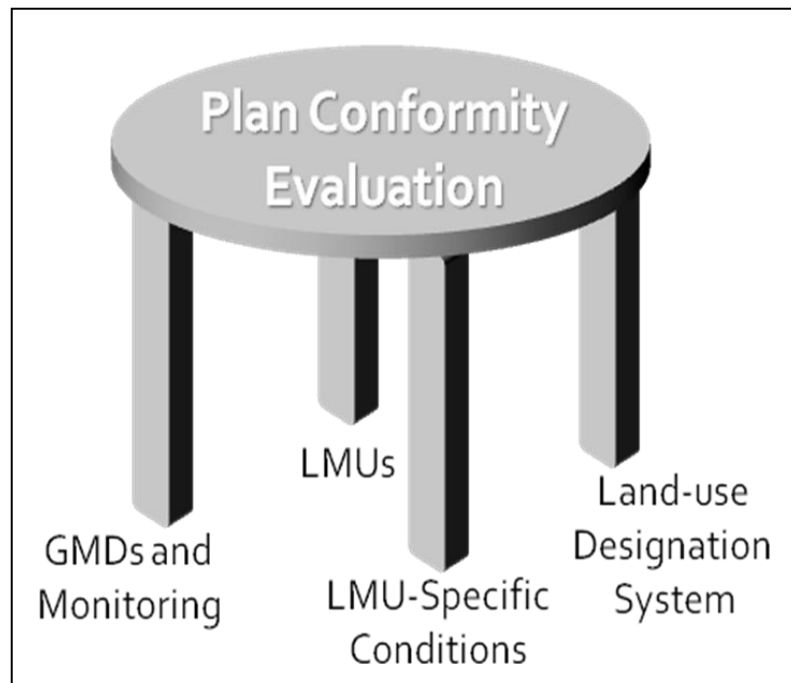 Plan Conformity
Evaluation
LMUs
GMDs and
Monitoring
LMU-Specific
Conditions
Land-use
Designation
System